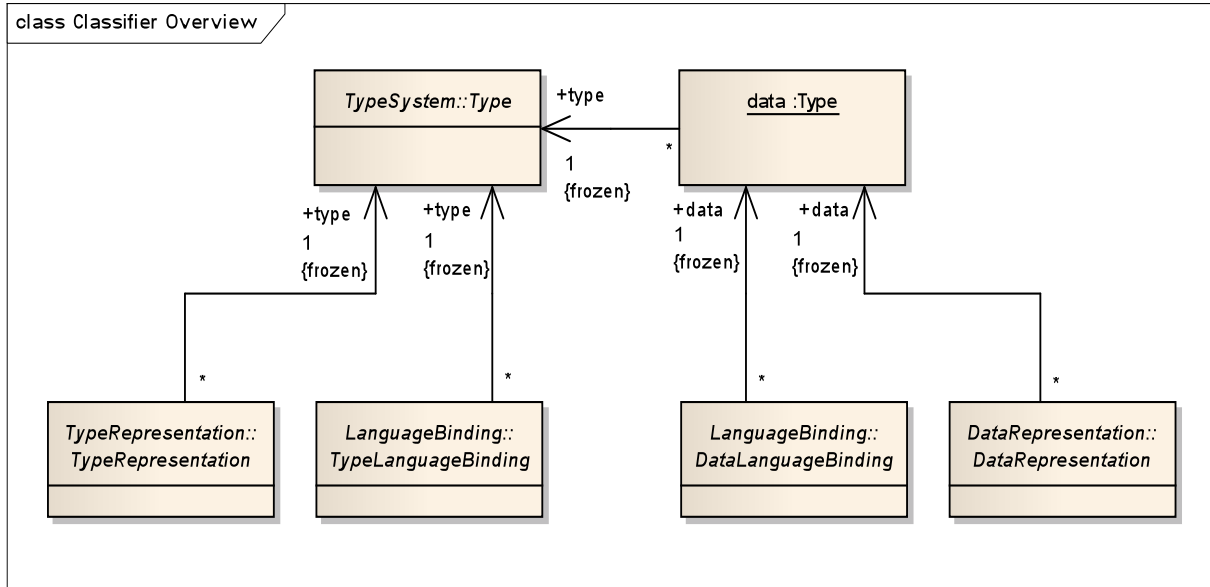 class Classifier Overview
TypeSystem::Type
+type
data :Type
*
1
{frozen}
+type
1
{frozen}
+type
1
{frozen}
+data
1
{frozen}
+data
1
{frozen}
*
*
*
*
TypeRepresentation::
TypeRepresentation
LanguageBinding::
TypeLanguageBinding
LanguageBinding::
DataLanguageBinding
DataRepresentation::
DataRepresentation